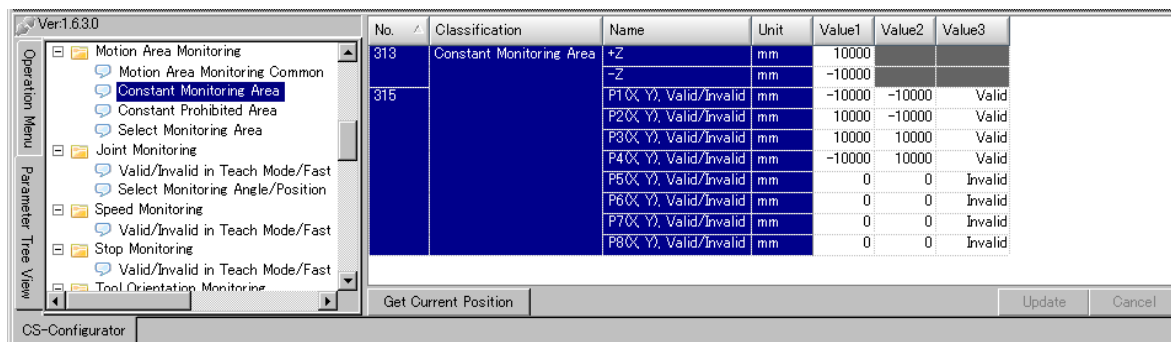 Ver:1.6.3.0
Operation Menu
Parameter Tree View
Motion Area Monitoring
Motion Area Monitoring Common
Constant Monitoring Area
Constant Prohibited Area
Select Monitoring Area
Joint Monitoring
Valid/Invalid in Teach Mode/Fast
Select Monitoring Angle/Position
Speed Monitoring
Valid/Invalid in Teach Mode/Fast
Stop Monitoring
Valid/Invalid in Teach Mode/Fast
Tool Orientation Monitoring
No. Classification Name Unit Value1 Value2 Value3
313 Constant Monitoring Area +Z mm 10000
-Z mm -10000
315 P1(X, Y), Valid/Invalid mm -10000 -10000 Valid
P2(X, Y), Valid/Invalid mm 10000 -10000 Valid
P3(X, Y), Valid/Invalid mm 10000 10000 Valid
P4(X, Y), Valid/Invalid mm -10000 10000 Valid
P5(X, Y), Valid/Invalid mm 0 0 Invalid
P6(X, Y), Valid/Invalid mm 0 0 Invalid
P7(X, Y), Valid/Invalid mm 0 0 Invalid
P8(X, Y), Valid/Invalid mm 0 0 Invalid
Get Current Position Update Cancel
CS-Configurator